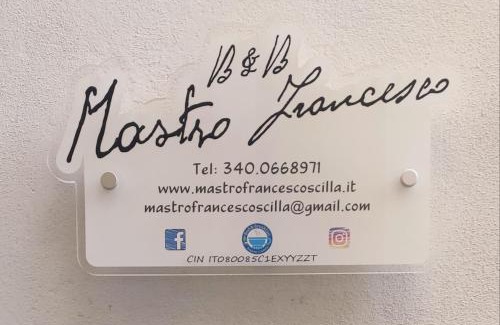 B & B
Mastro Francesco
Tel: 340.0668971
www.mastrofrancescoscilla.it
mastrofrancescoscilla@gmail.com
CIN IT080085C1EXYYZZT